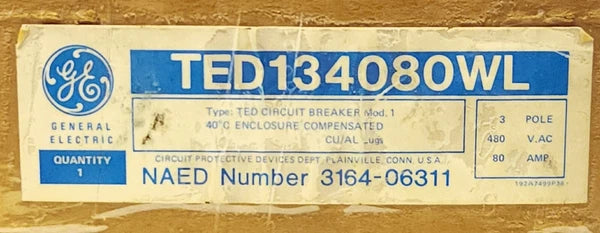 TED134080WL
GE
GENERAL
ELECTRIC
QUANTITY
1
Type: TED CIRCUIT BREAKER Mod. 1
40°C ENCLOSURE COMPENSATED
CU/AL Lugs
3 POLE
480 V.AC
80 AMP.
CIRCUIT PROTECTIVE DEVICES DEPT. PLAINVILLE, CONN. U.S.A.
NAED Number 3164-06311